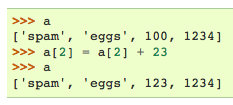 >>> a
['spam', 'eggs', 100, 1234]
>>> a[2] = a[2] + 23
>>> a
['spam', 'eggs', 123, 1234]